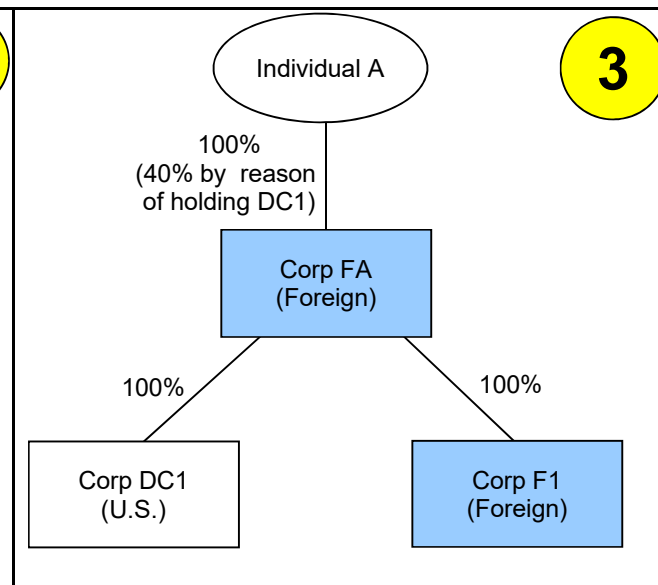 Individual A
3
100%
(40% by reason
of holding DC1)
Corp FA
(Foreign)
100%
100%
Corp DC1
(U.S.)
Corp F1
(Foreign)